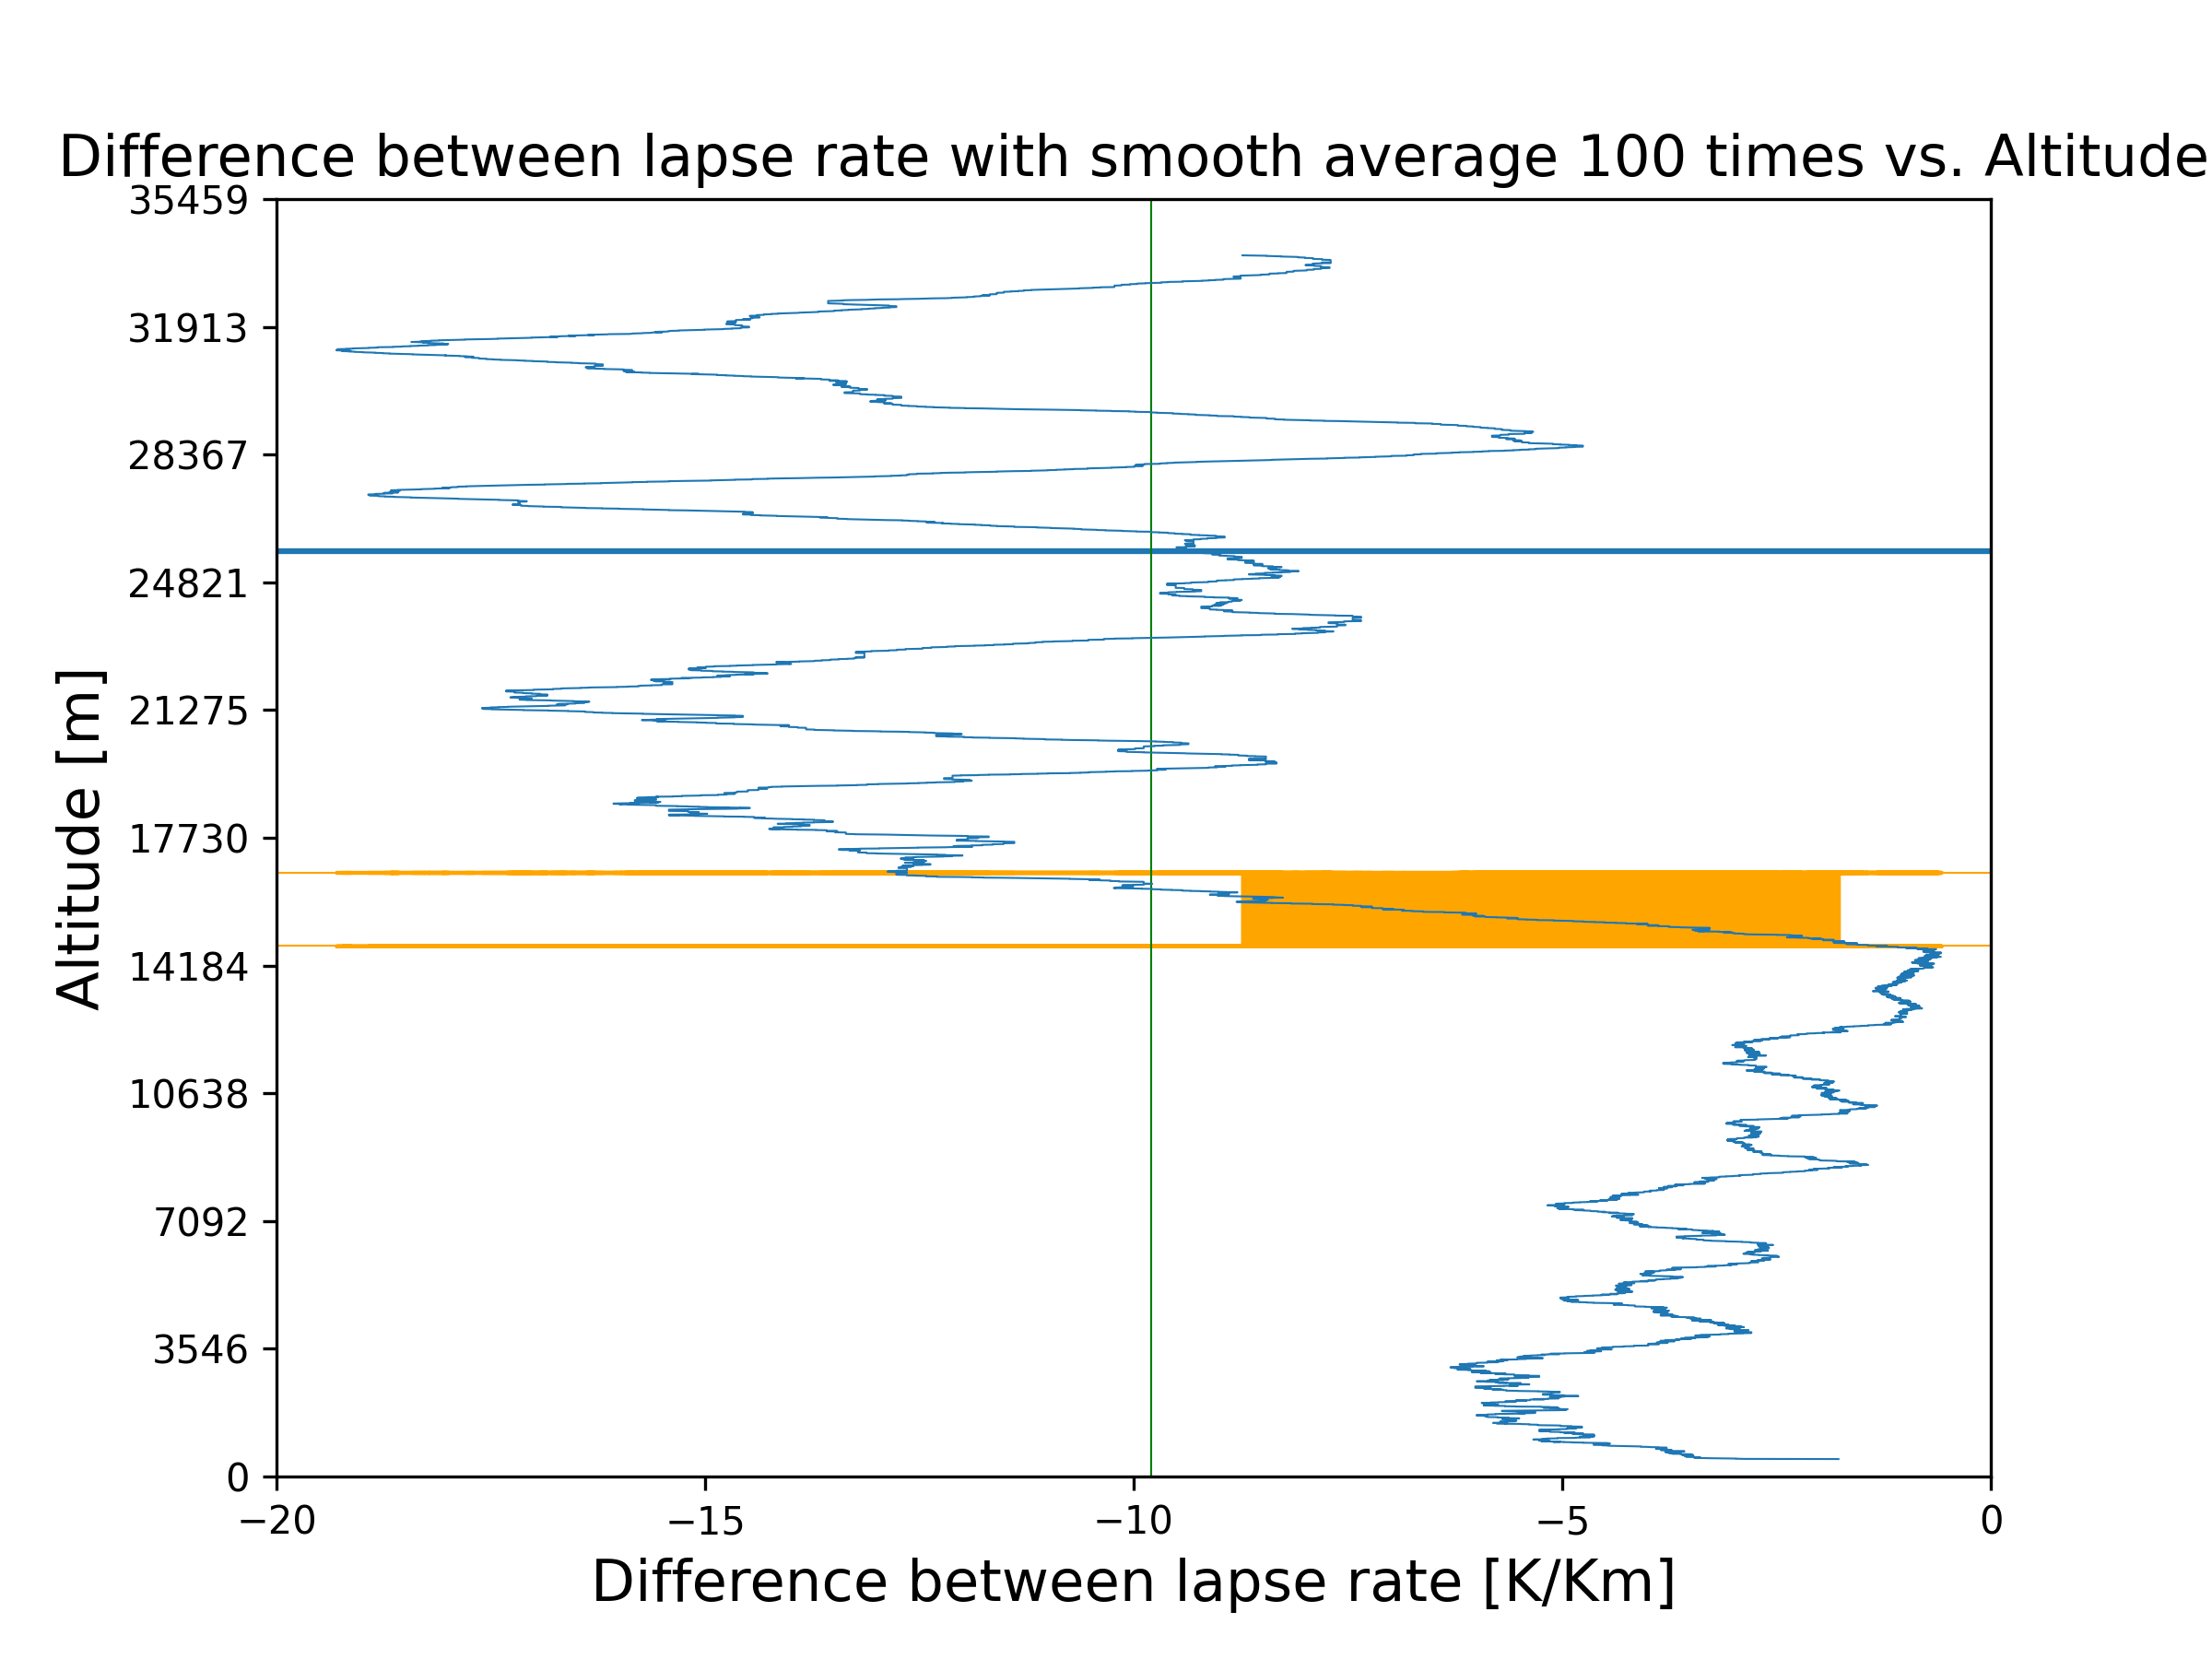 Difference between lapse rate with smooth average 100 times vs. Altitude
35459
31913
28367
24821
21275
17730
14184
10638
7092
3546
0
Altitude [m]
−20 −15 −10 −5 0
Difference between lapse rate [K/Km]